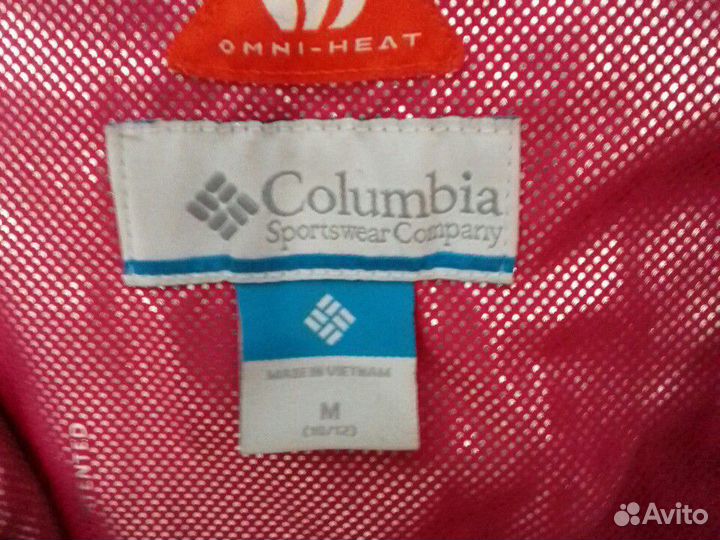 OMNI-HEAT
Columbia
Sportswear Company
MADE IN VIETNAM
M
(10/12)
Avito